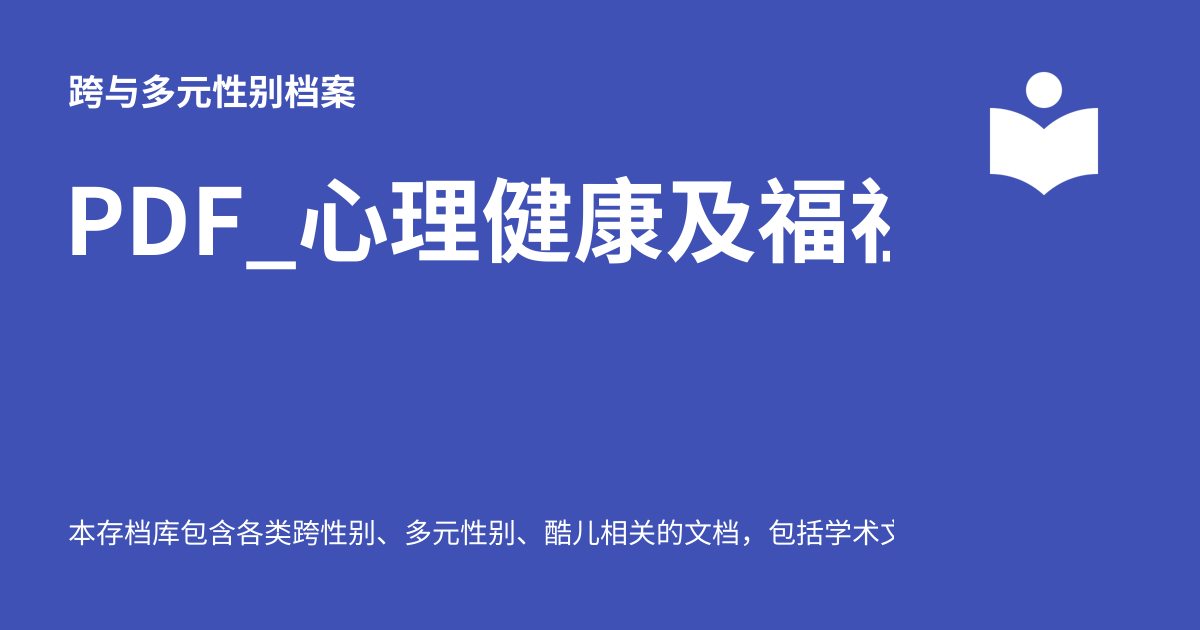 跨与多元性别档案
PDF_心理健康及福
本存档库包含各类跨性别、多元性别、酷儿相关的文档，包括学术